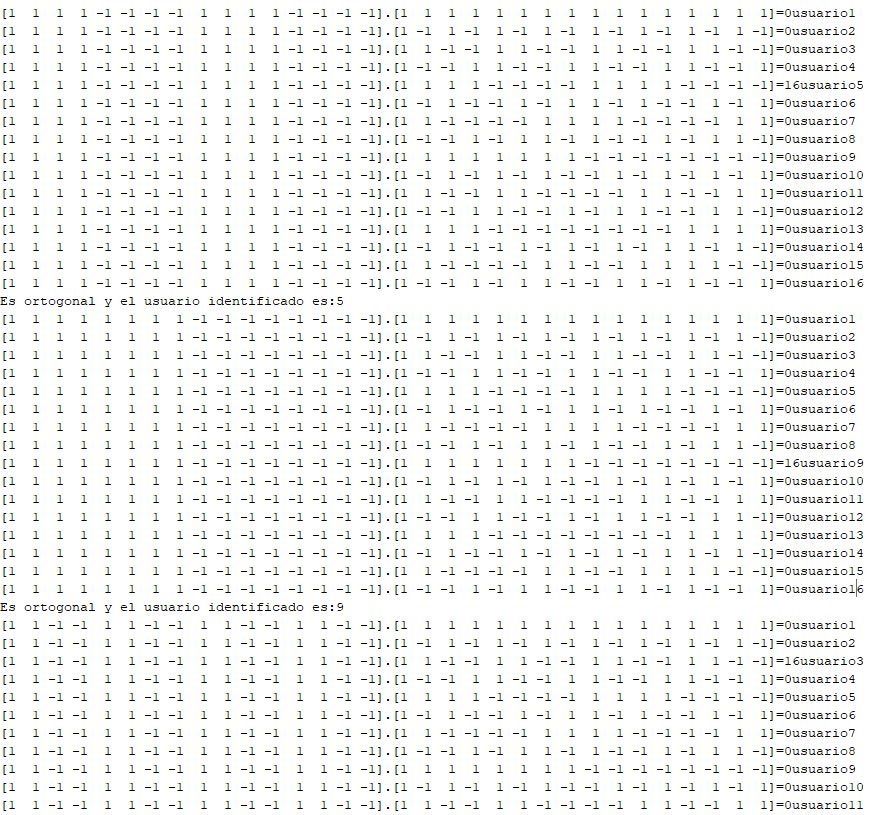 [1 1 1 1 -1 -1 -1 -1 1 1 1 1 -1 -1 -1 -1].[1 1 1 1 1 1 1 1 1 1 1 1 1 1 1 1]=0usuario1
[1 1 1 1 -1 -1 -1 -1 1 1 1 1 -1 -1 -1 -1].[1 -1 1 -1 1 -1 1 -1 1 -1 1 -1 1 -1 1 -1]=0usuario2
[1 1 1 1 -1 -1 -1 -1 1 1 1 1 -1 -1 -1 -1].[1 1 -1 -1 1 1 -1 -1 1 1 -1 -1 1 1 -1 -1]=0usuario3
[1 1 1 1 -1 -1 -1 -1 1 1 1 1 -1 -1 -1 -1].[1 -1 -1 1 1 -1 -1 1 1 -1 -1 1 1 -1 -1 1]=0usuario4
[1 1 1 1 -1 -1 -1 -1 1 1 1 1 -1 -1 -1 -1].[1 1 1 1 -1 -1 -1 -1 1 1 1 1 -1 -1 -1 -1]=16usuario5
[1 1 1 1 -1 -1 -1 -1 1 1 1 1 -1 -1 -1 -1].[1 -1 1 -1 -1 1 -1 1 1 -1 1 -1 -1 1 -1 1]=0usuario6
[1 1 1 1 -1 -1 -1 -1 1 1 1 1 -1 -1 -1 -1].[1 1 -1 -1 -1 -1 1 1 1 1 -1 -1 -1 -1 1 1]=0usuario7
[1 1 1 1 -1 -1 -1 -1 1 1 1 1 -1 -1 -1 -1].[1 -1 -1 1 -1 1 1 -1 1 -1 -1 1 -1 1 1 -1]=0usuario8
[1 1 1 1 -1 -1 -1 -1 1 1 1 1 -1 -1 -1 -1].[1 1 1 1 1 1 1 1 -1 -1 -1 -1 -1 -1 -1 -1]=0usuario9
[1 1 1 1 -1 -1 -1 -1 1 1 1 1 -1 -1 -1 -1].[1 -1 1 -1 1 -1 1 -1 -1 1 -1 1 -1 1 -1 1]=0usuario10
[1 1 1 1 -1 -1 -1 -1 1 1 1 1 -1 -1 -1 -1].[1 1 -1 -1 1 1 -1 -1 -1 -1 1 1 -1 -1 1 1]=0usuario11
[1 1 1 1 -1 -1 -1 -1 1 1 1 1 -1 -1 -1 -1].[1 -1 -1 1 1 -1 -1 1 -1 1 1 -1 -1 1 1 -1]=0usuario12
[1 1 1 1 -1 -1 -1 -1 1 1 1 1 -1 -1 -1 -1].[1 1 1 1 -1 -1 -1 -1 -1 -1 -1 -1 1 1 1 1]=0usuario13
[1 1 1 1 -1 -1 -1 -1 1 1 1 1 -1 -1 -1 -1].[1 -1 1 -1 -1 1 -1 1 -1 1 -1 1 1 -1 1 -1]=0usuario14
[1 1 1 1 -1 -1 -1 -1 1 1 1 1 -1 -1 -1 -1].[1 1 -1 -1 -1 -1 1 1 -1 -1 1 1 1 1 -1 -1]=0usuario15
[1 1 1 1 -1 -1 -1 -1 1 1 1 1 -1 -1 -1 -1].[1 -1 -1 1 -1 1 1 -1 -1 1 1 -1 1 -1 -1 1]=0usuario16
Es ortogonal y el usuario identificado es:5
[1 1 1 1 1 1 1 1 -1 -1 -1 -1 -1 -1 -1 -1].[1 1 1 1 1 1 1 1 1 1 1 1 1 1 1 1]=0usuario1
[1 1 1 1 1 1 1 1 -1 -1 -1 -1 -1 -1 -1 -1].[1 -1 1 -1 1 -1 1 -1 1 -1 1 -1 1 -1 1 -1]=0usuario2
[1 1 1 1 1 1 1 1 -1 -1 -1 -1 -1 -1 -1 -1].[1 1 -1 -1 1 1 -1 -1 1 1 -1 -1 1 1 -1 -1]=0usuario3
[1 1 1 1 1 1 1 1 -1 -1 -1 -1 -1 -1 -1 -1].[1 -1 -1 1 1 -1 -1 1 1 -1 -1 1 1 -1 -1 1]=0usuario4
[1 1 1 1 1 1 1 1 -1 -1 -1 -1 -1 -1 -1 -1].[1 1 1 1 -1 -1 -1 -1 1 1 1 1 -1 -1 -1 -1]=0usuario5
[1 1 1 1 1 1 1 1 -1 -1 -1 -1 -1 -1 -1 -1].[1 -1 1 -1 -1 1 -1 1 1 -1 1 -1 -1 1 -1 1]=0usuario6
[1 1 1 1 1 1 1 1 -1 -1 -1 -1 -1 -1 -1 -1].[1 1 -1 -1 -1 -1 1 1 1 1 -1 -1 -1 -1 1 1]=0usuario7
[1 1 1 1 1 1 1 1 -1 -1 -1 -1 -1 -1 -1 -1].[1 -1 -1 1 -1 1 1 -1 1 -1 -1 1 -1 1 1 -1]=0usuario8
[1 1 1 1 1 1 1 1 -1 -1 -1 -1 -1 -1 -1 -1].[1 1 1 1 1 1 1 1 -1 -1 -1 -1 -1 -1 -1 -1]=16usuario9
[1 1 1 1 1 1 1 1 -1 -1 -1 -1 -1 -1 -1 -1].[1 -1 1 -1 1 -1 1 -1 -1 1 -1 1 -1 1 -1 1]=0usuario10
[1 1 1 1 1 1 1 1 -1 -1 -1 -1 -1 -1 -1 -1].[1 1 -1 -1 1 1 -1 -1 -1 -1 1 1 -1 -1 1 1]=0usuario11
[1 1 1 1 1 1 1 1 -1 -1 -1 -1 -1 -1 -1 -1].[1 -1 -1 1 1 -1 -1 1 -1 1 1 -1 -1 1 1 -1]=0usuario12
[1 1 1 1 1 1 1 1 -1 -1 -1 -1 -1 -1 -1 -1].[1 1 1 1 -1 -1 -1 -1 -1 -1 -1 -1 1 1 1 1]=0usuario13
[1 1 1 1 1 1 1 1 -1 -1 -1 -1 -1 -1 -1 -1].[1 -1 1 -1 -1 1 -1 1 -1 1 -1 1 1 -1 1 -1]=0usuario14
[1 1 1 1 1 1 1 1 -1 -1 -1 -1 -1 -1 -1 -1].[1 1 -1 -1 -1 -1 1 1 -1 -1 1 1 1 1 -1 -1]=0usuario15
[1 1 1 1 1 1 1 1 -1 -1 -1 -1 -1 -1 -1 -1].[1 -1 -1 1 -1 1 1 -1 -1 1 1 -1 1 -1 -1 1]=0usuario16
Es ortogonal y el usuario identificado es:9
[1 1 -1 -1 1 1 -1 -1 1 1 -1 -1 1 1 -1 -1].[1 1 1 1 1 1 1 1 1 1 1 1 1 1 1 1]=0usuario1
[1 1 -1 -1 1 1 -1 -1 1 1 -1 -1 1 1 -1 -1].[1 -1 1 -1 1 -1 1 -1 1 -1 1 -1 1 -1 1 -1]=0usuario2
[1 1 -1 -1 1 1 -1 -1 1 1 -1 -1 1 1 -1 -1].[1 1 -1 -1 1 1 -1 -1 1 1 -1 -1 1 1 -1 -1]=16usuario3
[1 1 -1 -1 1 1 -1 -1 1 1 -1 -1 1 1 -1 -1].[1 -1 -1 1 1 -1 -1 1 1 -1 -1 1 1 -1 -1 1]=0usuario4
[1 1 -1 -1 1 1 -1 -1 1 1 -1 -1 1 1 -1 -1].[1 1 1 1 -1 -1 -1 -1 1 1 1 1 -1 -1 -1 -1]=0usuario5
[1 1 -1 -1 1 1 -1 -1 1 1 -1 -1 1 1 -1 -1].[1 -1 1 -1 -1 1 -1 1 1 -1 1 -1 -1 1 -1 1]=0usuario6
[1 1 -1 -1 1 1 -1 -1 1 1 -1 -1 1 1 -1 -1].[1 1 -1 -1 -1 -1 1 1 1 1 -1 -1 -1 -1 1 1]=0usuario7
[1 1 -1 -1 1 1 -1 -1 1 1 -1 -1 1 1 -1 -1].[1 -1 -1 1 -1 1 1 -1 1 -1 -1 1 -1 1 1 -1]=0usuario8
[1 1 -1 -1 1 1 -1 -1 1 1 -1 -1 1 1 -1 -1].[1 1 1 1 1 1 1 1 -1 -1 -1 -1 -1 -1 -1 -1]=0usuario9
[1 1 -1 -1 1 1 -1 -1 1 1 -1 -1 1 1 -1 -1].[1 -1 1 -1 1 -1 1 -1 -1 1 -1 1 -1 1 -1 1]=0usuario10
[1 1 -1 -1 1 1 -1 -1 1 1 -1 -1 1 1 -1 -1].[1 1 -1 -1 1 1 -1 -1 -1 -1 1 1 -1 -1 1 1]=0usuario11